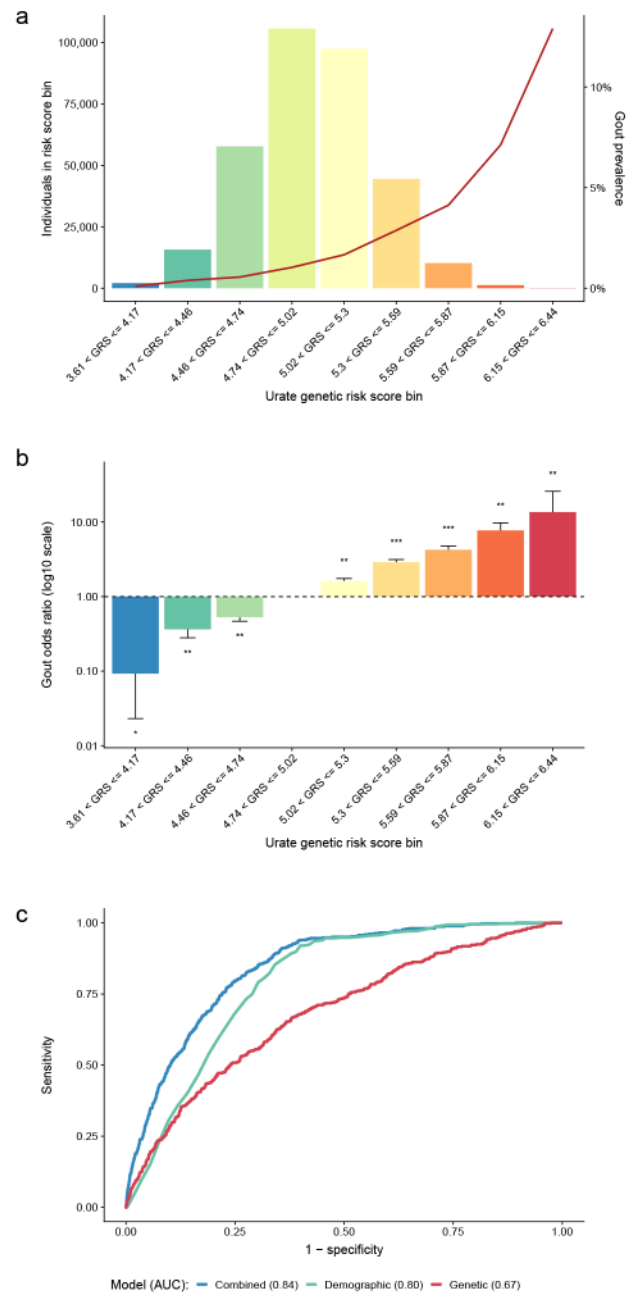 a
Individuals in risk score bin
100,000
75,000
50,000
25,000
0
10%
5%
0%
Gout prevalence
3.61 < GRS <= 4.17
4.17 < GRS <= 4.46
4.46 < GRS <= 4.74
4.74 < GRS <= 5.02
5.02 < GRS <= 5.3
5.3 < GRS <= 5.59
5.59 < GRS <= 5.87
5.87 < GRS <= 6.15
6.15 < GRS <= 6.44
Urate genetic risk score bin
b
Gout odds ratio (log10 scale)
10.00
1.00
0.10
0.01
*
**
**
**
***
***
**
**
3.61 < GRS <= 4.17
4.17 < GRS <= 4.46
4.46 < GRS <= 4.74
4.74 < GRS <= 5.02
5.02 < GRS <= 5.3
5.3 < GRS <= 5.59
5.59 < GRS <= 5.87
5.87 < GRS <= 6.15
6.15 < GRS <= 6.44
Urate genetic risk score bin
c
Sensitivity
1.00
0.75
0.50
0.25
0.00
0.00 0.25 0.50 0.75 1.00
1 − specificity
Model (AUC): Combined (0.84) Demographic (0.80) Genetic (0.67)